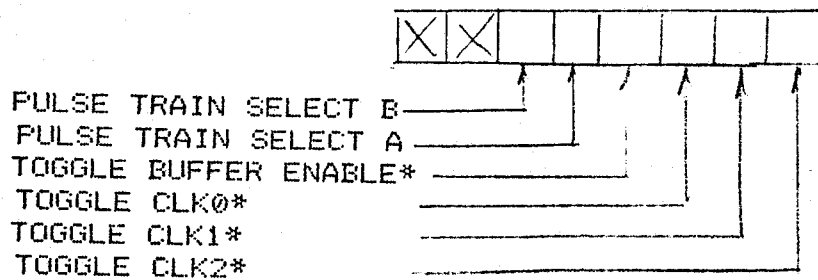 X X
PULSE TRAIN SELECT B
PULSE TRAIN SELECT A
TOGGLE BUFFER ENABLE*
TOGGLE CLK0*
TOGGLE CLK1*
TOGGLE CLK2*